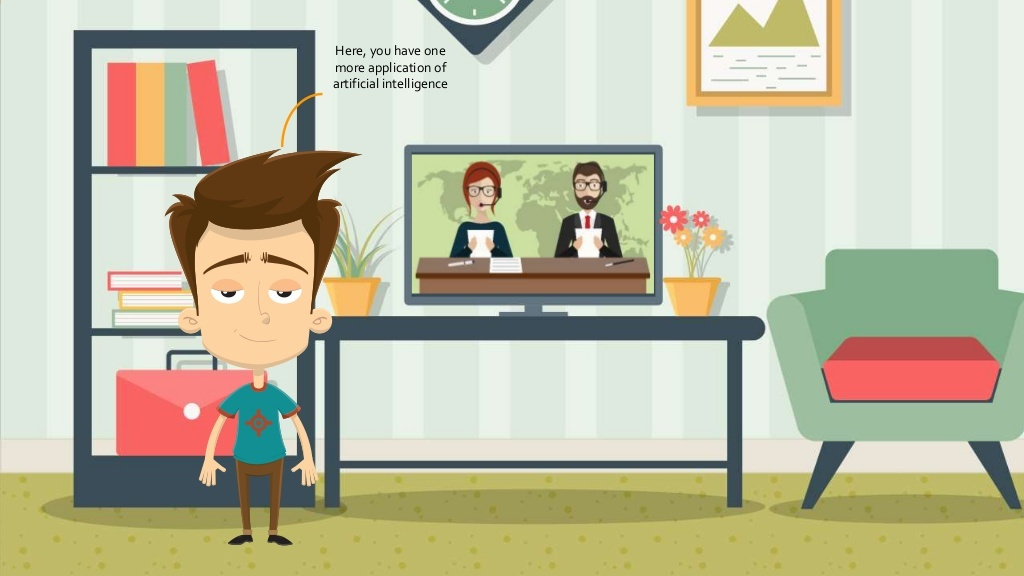 Here, you have one
more application of
artificial intelligence